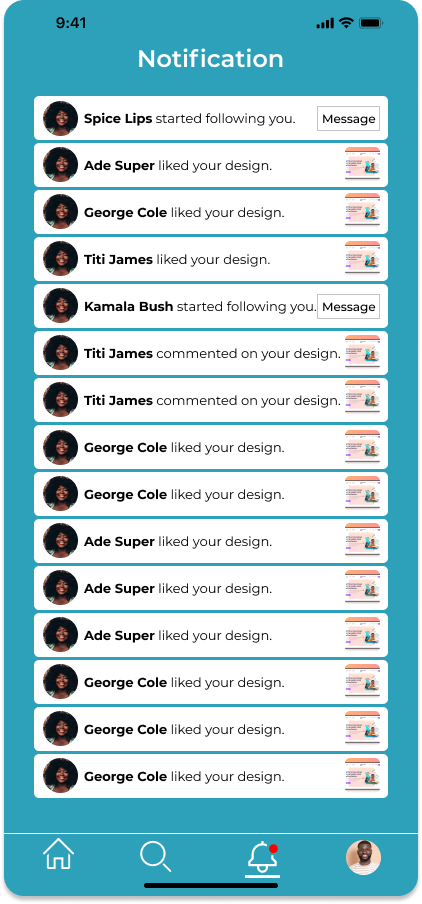 9:41
Notification
Spice Lips started following you. Message
Ade Super liked your design.
George Cole liked your design.
Titi James liked your design.
Kamala Bush started following you. Message
Titi James commented on your design.
Titi James commented on your design.
George Cole liked your design.
George Cole liked your design.
Ade Super liked your design.
Ade Super liked your design.
Ade Super liked your design.
George Cole liked your design.
George Cole liked your design.
George Cole liked your design.